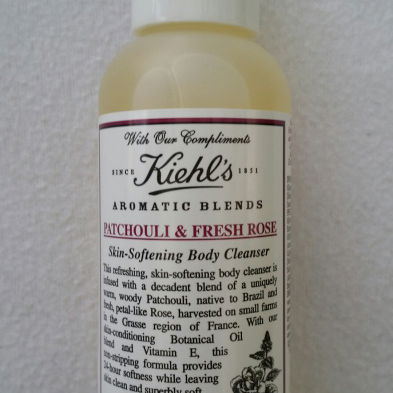 With Our Compliments
SINCE Kiehl's 1851
AROMATIC BLENDS
PATCHOULI & FRESH ROSE
Skin-Softening Body Cleanser
This refreshing, skin-softening body cleanser is
infused with a decadent blend of a uniquely
warm, woody Patchouli, native to Brazil and
fresh, petal-like Rose, harvested on small farms
in the Grasse region of France. With our
skin-conditioning Botanical Oil
blend and Vitamin E, this
non-stripping formula provides
24-hour softness while leaving
skin clean and superbly soft.